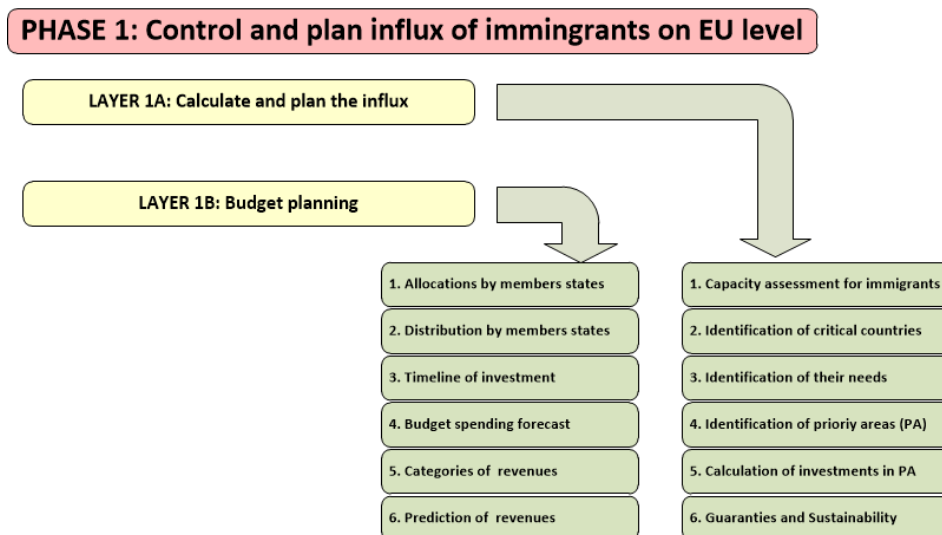 PHASE 1: Control and plan influx of immingrants on EU level
LAYER 1A: Calculate and plan the influx
LAYER 1B: Budget planning
1. Allocations by members states
2. Distribution by members states
3. Timeline of investment
4. Budget spending forecast
5. Categories of revenues
6. Prediction of revenues
1. Capacity assessment for immigrants
2. Identification of critical countries
3. Identification of their needs
4. Identification of prioriy areas (PA)
5. Calculation of investments in PA
6. Guaranties and Sustainability